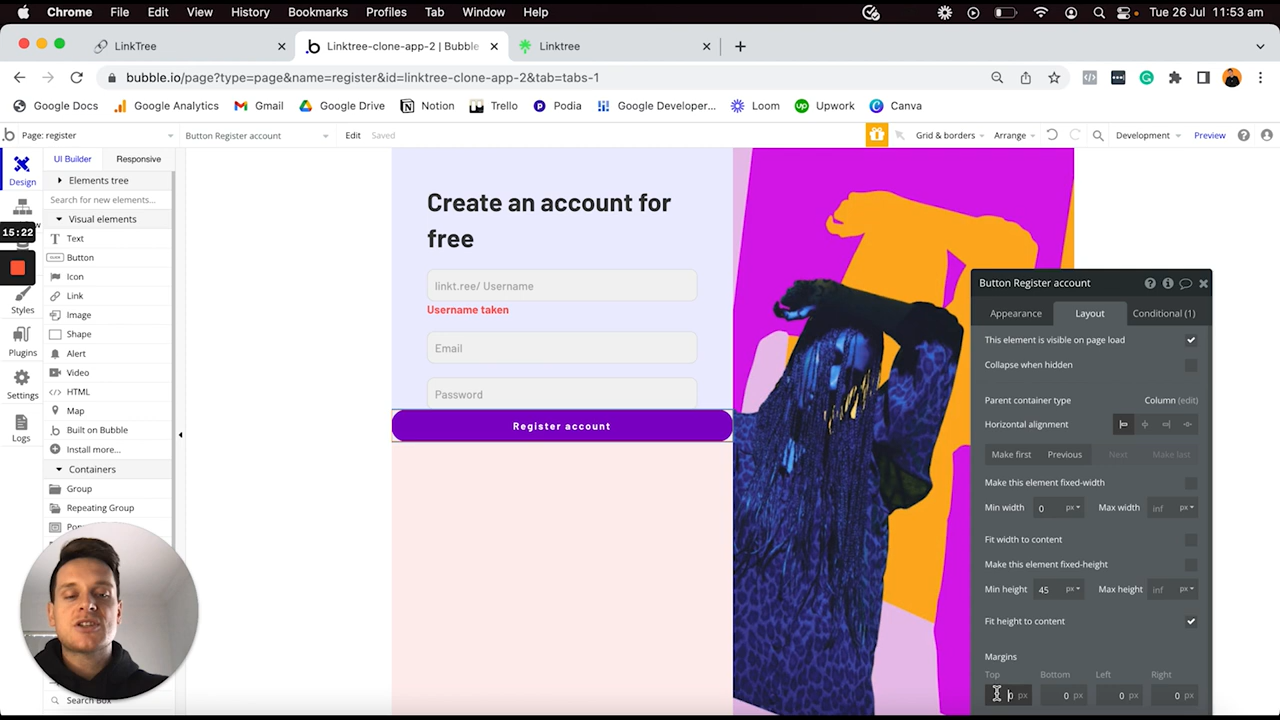 Chrome File Edit View History Bookmarks Profiles Tab Window Help Tue 26 Jul 11:53 am
LinkTree Linktree-clone-app-2 | Bubble Linktree
bubble.io/page?type=page&name=register&id=linktree-clone-app-2&tab=tabs-1
Google Docs Google Analytics Gmail Google Drive Notion Trello Podia Google Developer... Loom Upwork Canva
Page: register Button Register account Edit Saved Grid & borders Arrange Development Preview
UI Builder Responsive
Design
Elements tree
Search for new elements...
Visual elements
15:22
Text
Button
Icon
Link
Styles
Image
Shape
Plugins
Alert
Video
Settings
HTML
Map
Logs
Built on Bubble
Install more...
Containers
Group
Repeating Group
Search Box
Create an account for
free
linkt.ree/ Username
Username taken
Email
Password
Register account
Button Register account
Appearance Layout Conditional (1)
This element is visible on page load
Collapse when hidden
Parent container type Column (edit)
Horizontal alignment
Make first Previous Next Make last
Make this element fixed-width
Min width 0 px Max width inf px
Fit width to content
Make this element fixed-height
Min height 45 px Max height inf px
Fit height to content
Margins
Top Bottom Left Right
0 px 0 px 0 px 0 px